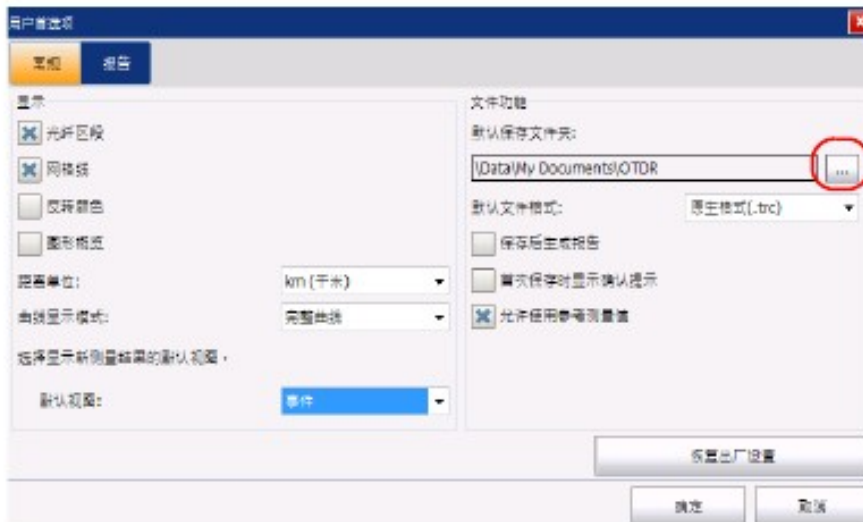 用户首选项
常规
报告
显示
光纤区段
网格线
反转颜色
图形概览
距离单位:
km (千米)
曲线显示模式:
完整曲线
选择显示新测量结果的默认视图。
默认视图:
事件
文件功能
默认保存文件夹:
\Data\My Documents\OTDR
...
默认文件格式:
原生格式(.trc)
保存后生成报告
首次保存时显示确认提示
允许使用参考测量值
恢复出厂设置
确定
取消